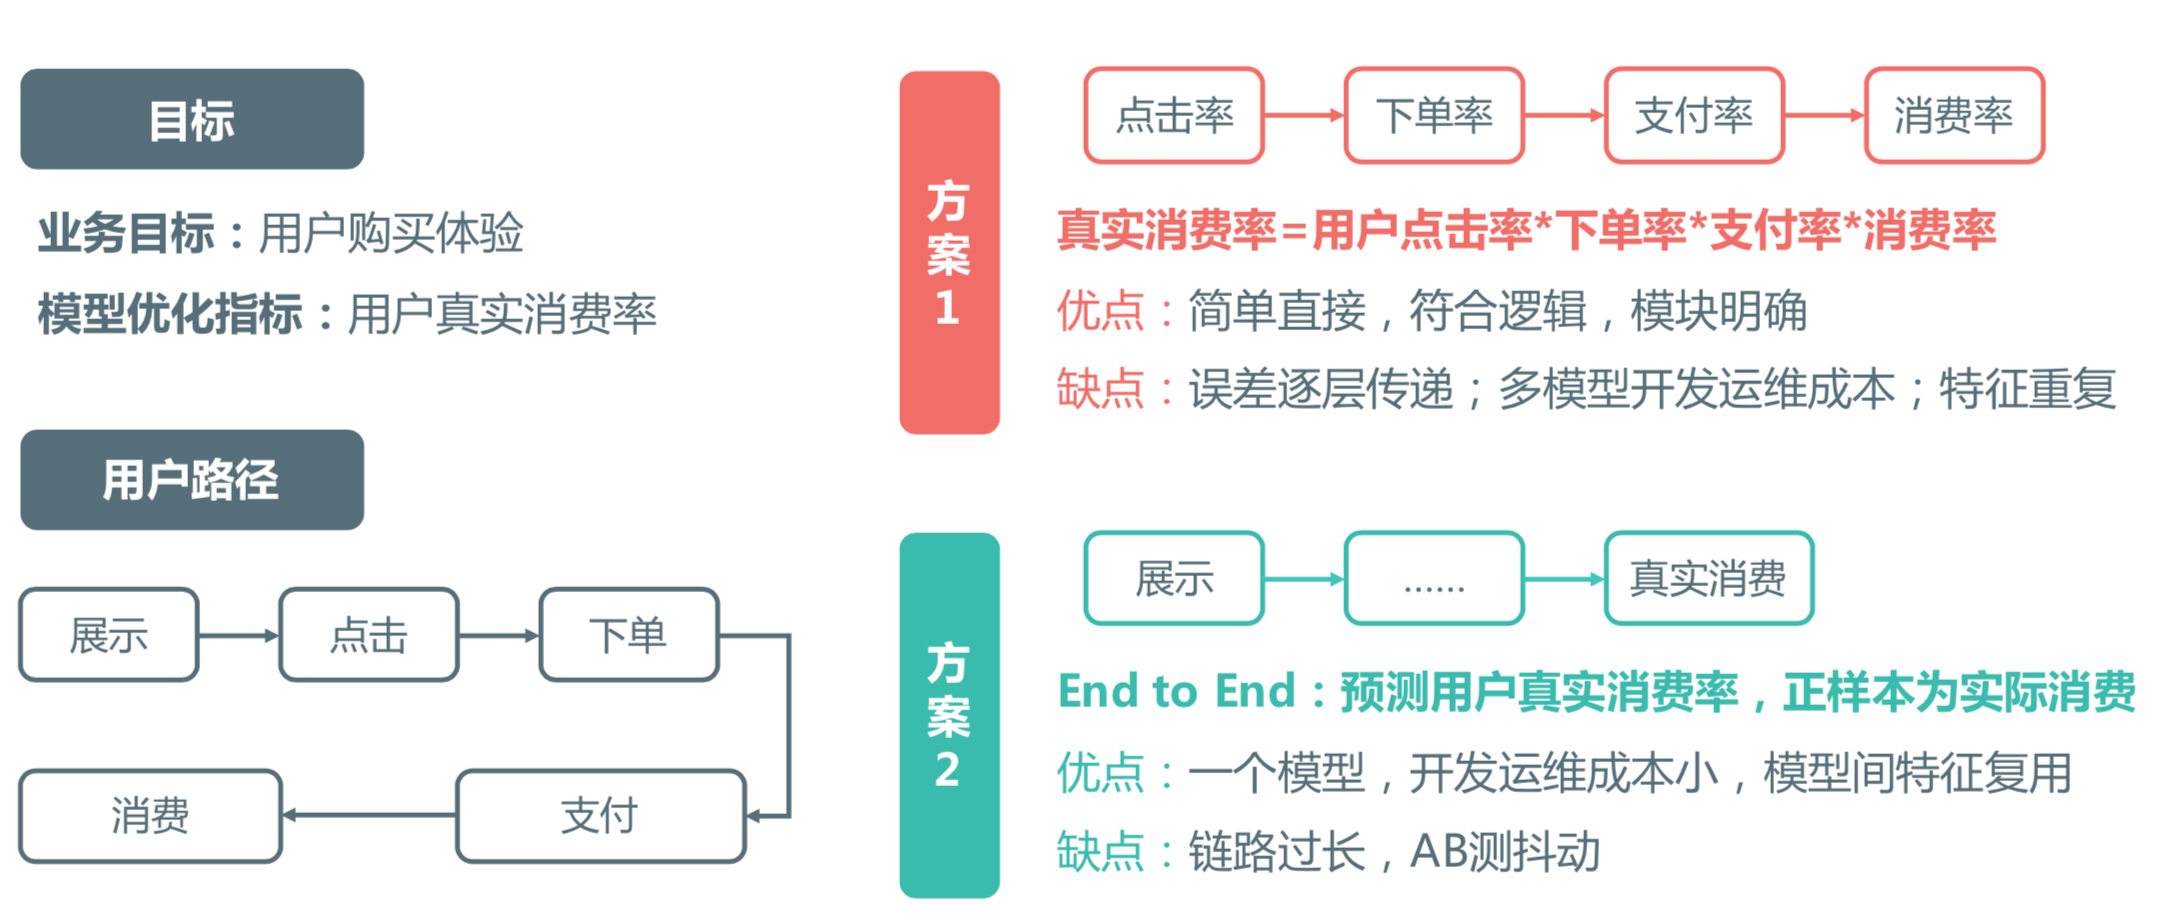 目标
业务目标：用户购买体验
模型优化指标：用户真实消费率
用户路径
展示
点击
下单
支付
消费
方案1
点击率
下单率
支付率
消费率
真实消费率=用户点击率*下单率*支付率*消费率
优点：简单直接，符合逻辑，模块明确
缺点：误差逐层传递；多模型开发运维成本；特征重复
方案2
展示
……
真实消费
End to End：预测用户真实消费率，正样本为实际消费
优点：一个模型，开发运维成本小，模型间特征复用
缺点：链路过长，AB测抖动